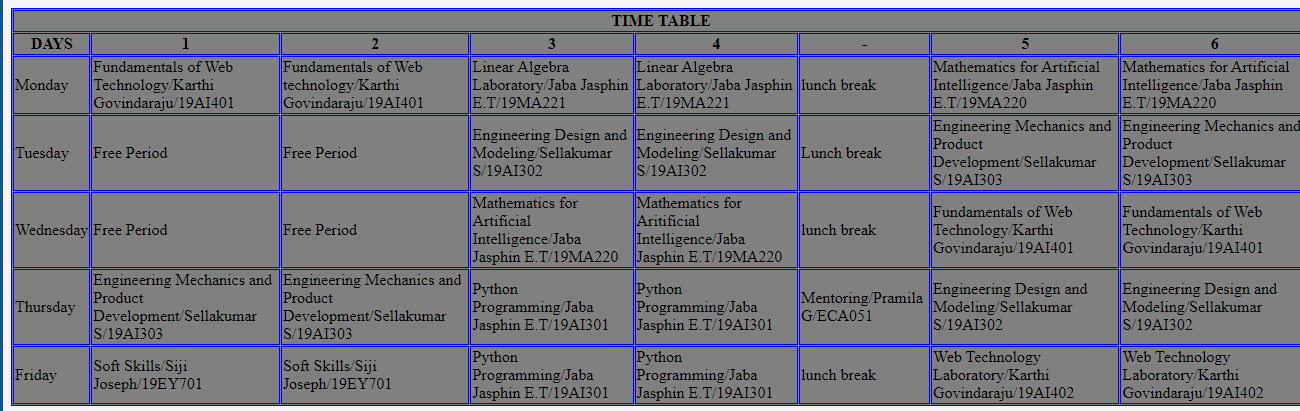 TIME TABLE
DAYS 1 2 3 4 - 5 6
Monday
Fundamentals of Web
Technology/Karthi
Govindaraju/19AI401
Fundamentals of Web
technology/Karthi
Govindaraju/19AI401
Linear Algebra
Laboratory/Jaba Jasphin
E.T/19MA221
Linear Algebra
Laboratory/Jaba Jasphin
E.T/19MA221
lunch break
Mathematics for Artificial
Intelligence/Jaba Jasphin
E.T/19MA220
Mathematics for Artificial
Intelligence/Jaba Jasphin
E.T/19MA220
Tuesday
Free Period
Free Period
Engineering Design and
Modeling/Sellakumar
S/19AI302
Engineering Design and
Modeling/Sellakumar
S/19AI302
Lunch break
Engineering Mechanics and
Product
Development/Sellakumar
S/19AI303
Engineering Mechanics and
Product
Development/Sellakumar
S/19AI303
Wednesday
Free Period
Free Period
Mathematics for
Artificial
Intelligence/Jaba
Jasphin E.T/19MA220
Mathematics for
Aritificial
Intelligence/Jaba
Jasphin E.T/19MA220
lunch break
Fundamentals of Web
Technology/Karthi
Govindaraju/19AI401
Fundamentals of Web
Technology/Karthi
Govindaraju/19AI401
Thursday
Engineering Mechanics and
Product
Development/Sellakumar
S/19AI303
Engineering Mechanics and
Product
Development/Sellakumar
S/19AI303
Python
Programming/Jaba
Jasphin E.T/19AI301
Python
Programming/Jaba
Jasphin E.T/19AI301
Mentoring/Pramila
G/ECA051
Engineering Design and
Modeling/Sellakumar
S/19AI302
Engineering Design and
Modeling/Sellakumar
S/19AI302
Friday
Soft Skills/Siji
Joseph/19EY701
Soft Skills/Siji
Joseph/19EY701
Python
Programming/Jaba
Jasphin E.T/19AI301
Python
Programming/Jaba
Jasphin E.T/19AI301
lunch break
Web Technology
Laboratory/Karthi
Govindaraju/19AI402
Web Technology
Laboratory/Karthi
Govindaraju/19AI402